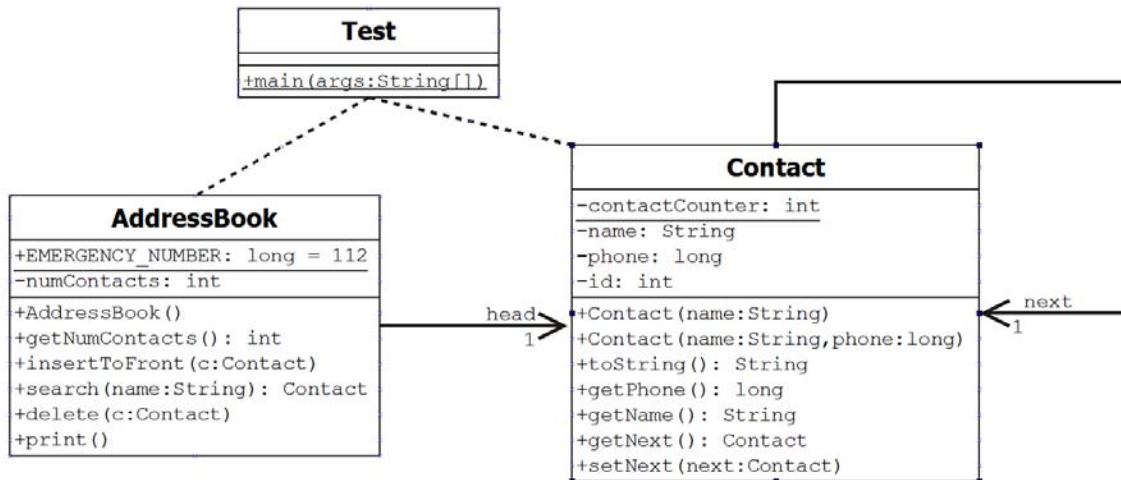 Test
+main(args:String[])
AddressBook
+EMERGENCY_NUMBER: long = 112
-numContacts: int
+AddressBook()
+getNumContacts(): int
+insertToFront(c:Contact)
+search(name:String): Contact
+delete(c:Contact)
+print()
head
1
Contact
-contactCounter: int
-name: String
-phone: long
-id: int
+Contact(name:String)
+Contact(name:String,phone:long)
+toString(): String
+getPhone(): long
+getName(): String
+getNext(): Contact
+setNext(next:Contact)
next
1